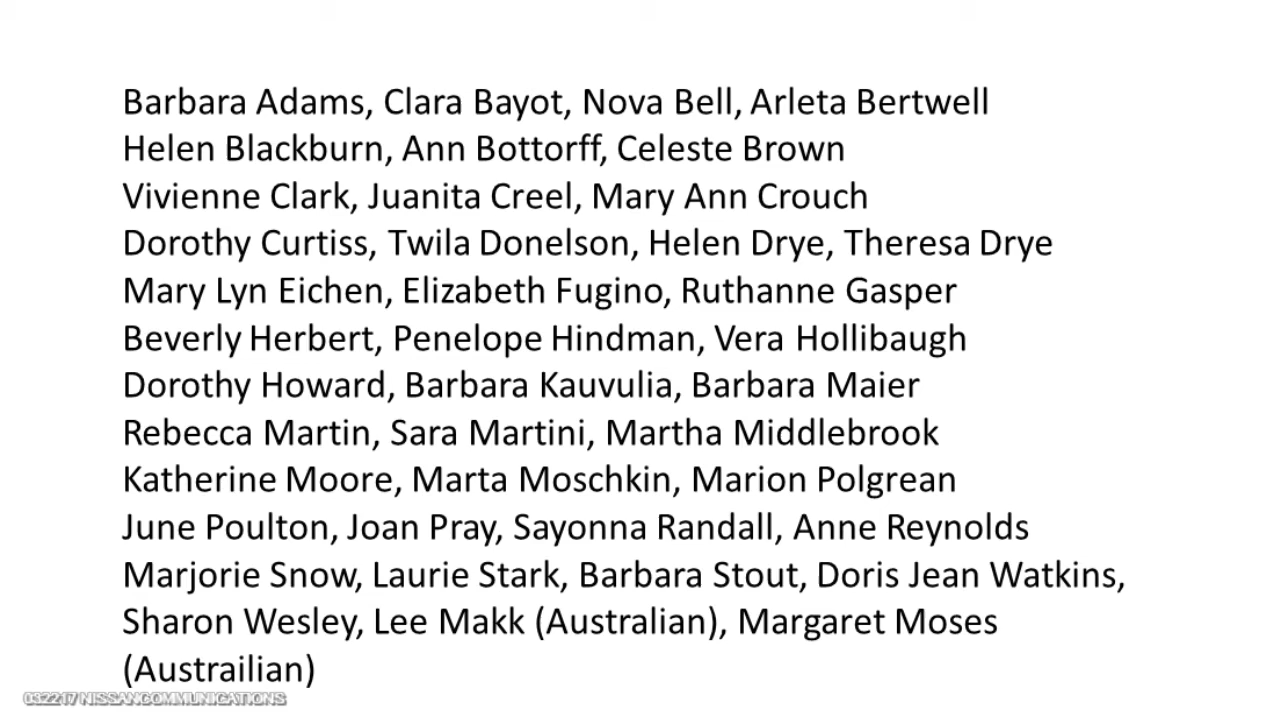 Barbara Adams, Clara Bayot, Nova Bell, Arleta Bertwell
Helen Blackburn, Ann Bottorff, Celeste Brown
Vivienne Clark, Juanita Creel, Mary Ann Crouch
Dorothy Curtiss, Twila Donelson, Helen Drye, Theresa Drye
Mary Lyn Eichen, Elizabeth Fugino, Ruthanne Gasper
Beverly Herbert, Penelope Hindman, Vera Hollibaugh
Dorothy Howard, Barbara Kauvulia, Barbara Maier
Rebecca Martin, Sara Martini, Martha Middlebrook
Katherine Moore, Marta Moschkin, Marion Polgrean
June Poulton, Joan Pray, Sayonna Randall, Anne Reynolds
Marjorie Snow, Laurie Stark, Barbara Stout, Doris Jean Watkins,
Sharon Wesley, Lee Makk (Australian), Margaret Moses
(Austrailian)
032217 NISSANCOMMUNICATIONS